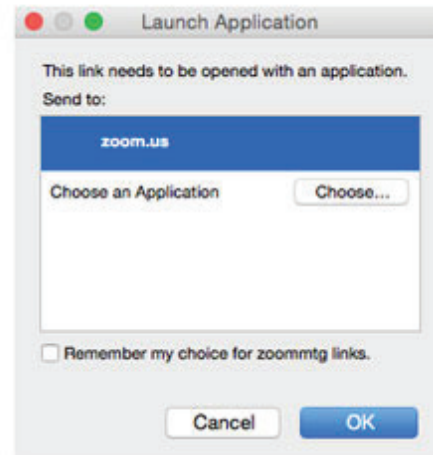 Launch Application
This link needs to be opened with an application.
Send to:
zoom.us
Choose an Application Choose...
Remember my choice for zoommtg links.
Cancel OK